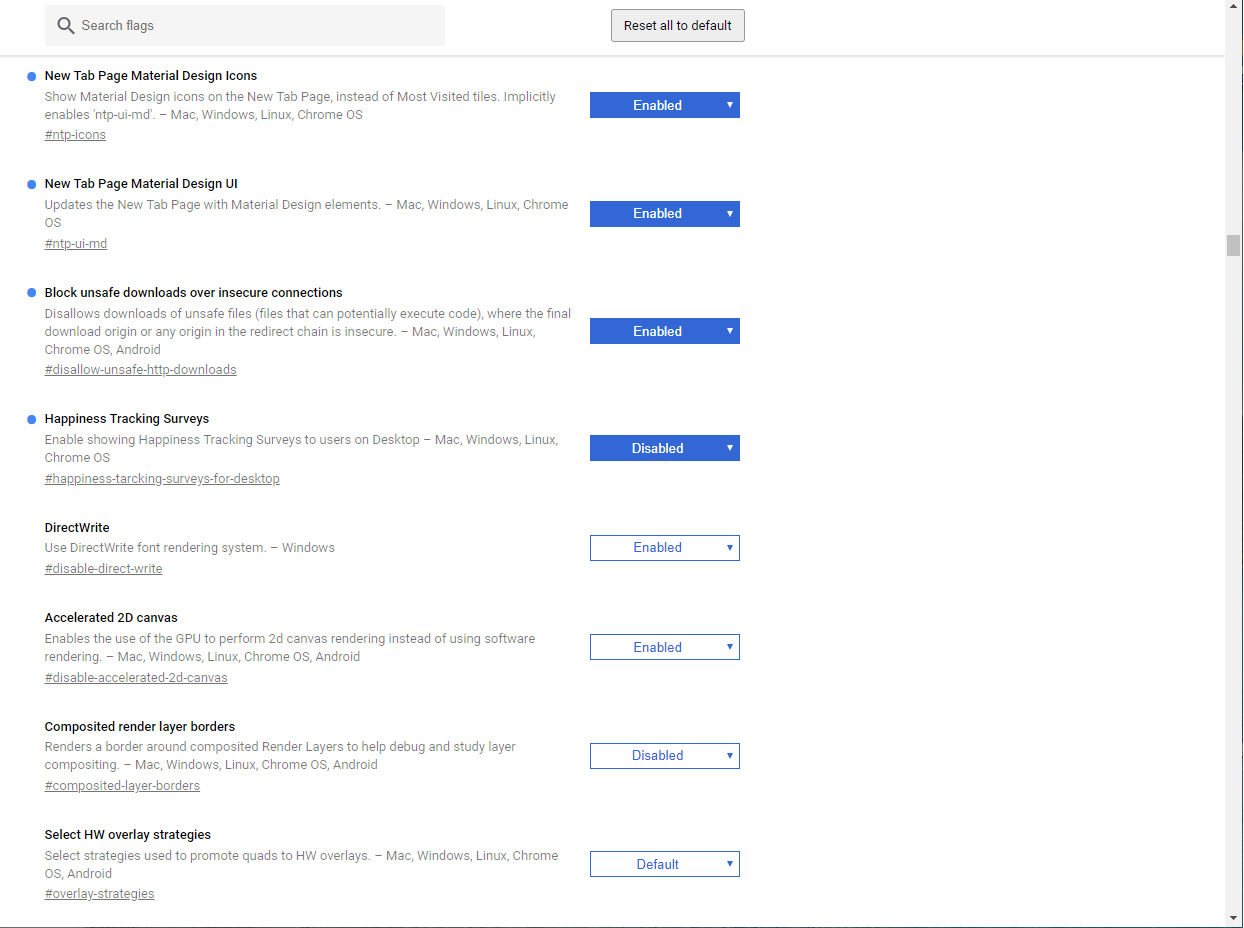 Search flags
Reset all to default
New Tab Page Material Design Icons
Show Material Design icons on the New Tab Page, instead of Most Visited tiles. Implicitly
enables 'ntp-ui-md'. – Mac, Windows, Linux, Chrome OS
#ntp-icons
Enabled
New Tab Page Material Design UI
Updates the New Tab Page with Material Design elements. – Mac, Windows, Linux, Chrome
OS
#ntp-ui-md
Enabled
Block unsafe downloads over insecure connections
Disallows downloads of unsafe files (files that can potentially execute code), where the final
download origin or any origin in the redirect chain is insecure. – Mac, Windows, Linux,
Chrome OS, Android
#disallow-unsafe-http-downloads
Enabled
Happiness Tracking Surveys
Enable showing Happiness Tracking Surveys to users on Desktop – Mac, Windows, Linux,
Chrome OS
#happiness-tarcking-surveys-for-desktop
Disabled
DirectWrite
Use DirectWrite font rendering system. – Windows
#disable-direct-write
Enabled
Accelerated 2D canvas
Enables the use of the GPU to perform 2d canvas rendering instead of using software
rendering. – Mac, Windows, Linux, Chrome OS, Android
#disable-accelerated-2d-canvas
Enabled
Composited render layer borders
Renders a border around composited Render Layers to help debug and study layer
compositing. – Mac, Windows, Linux, Chrome OS, Android
#composited-layer-borders
Disabled
Select HW overlay strategies
Select strategies used to promote quads to HW overlays. – Mac, Windows, Linux, Chrome
OS, Android
#overlay-strategies
Default